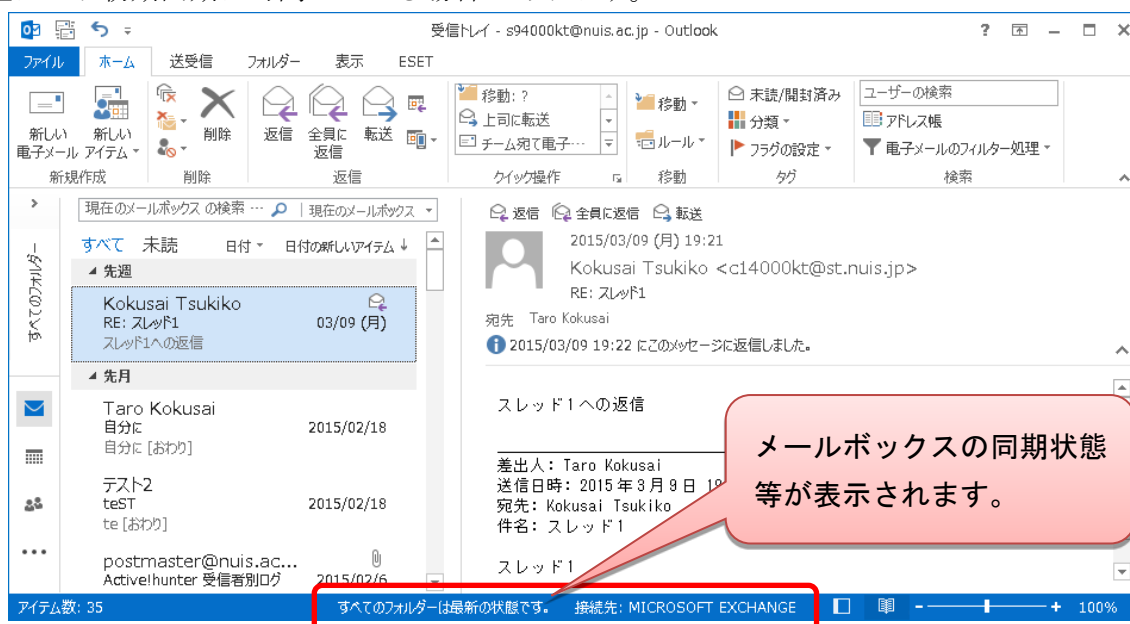 受信トレイ - s94000kt@nuis.ac.jp - Outlook
ファイル ホーム 送受信 フォルダー 表示 ESET
新しい電子メール
新しいアイテム
削除
返信
全員に返信
転送
移動: ?
上司に転送
チーム宛て電子…
移動
ルール
未読/開封済み
分類
フラグの設定
ユーザーの検索
アドレス帳
電子メールのフィルター処理
新規作成 削除 返信 クイック操作 移動 タグ 検索
現在のメールボックス の検索 … 現在のメールボックス
すべて 未読 日付 日付の新しいアイテム ↓
すべてのフォルダー
先週
Kokusai Tsukiko
RE: スレッド1 03/09 (月)
スレッド1への返信
先月
Taro Kokusai
自分に 2015/02/18
自分に [おわり]
テスト2
teST 2015/02/18
te [おわり]
postmaster@nuis.ac...
Active!hunter 受信者別ログ 2015/02/6
返信 全員に返信 転送
2015/03/09 (月) 19:21
Kokusai Tsukiko <c14000kt@st.nuis.jp>
RE: スレッド1
宛先 Taro Kokusai
2015/03/09 19:22 にこのメッセージに返信しました。
スレッド1への返信
差出人: Taro Kokusai
送信日時: 2015年3月9日 19
宛先: Kokusai Tsukiko
件名: スレッド1
スレッド1
メールボックスの同期状態
等が表示されます。
アイテム数: 35 すべてのフォルダーは最新の状態です。 接続先: MICROSOFT EXCHANGE 100%